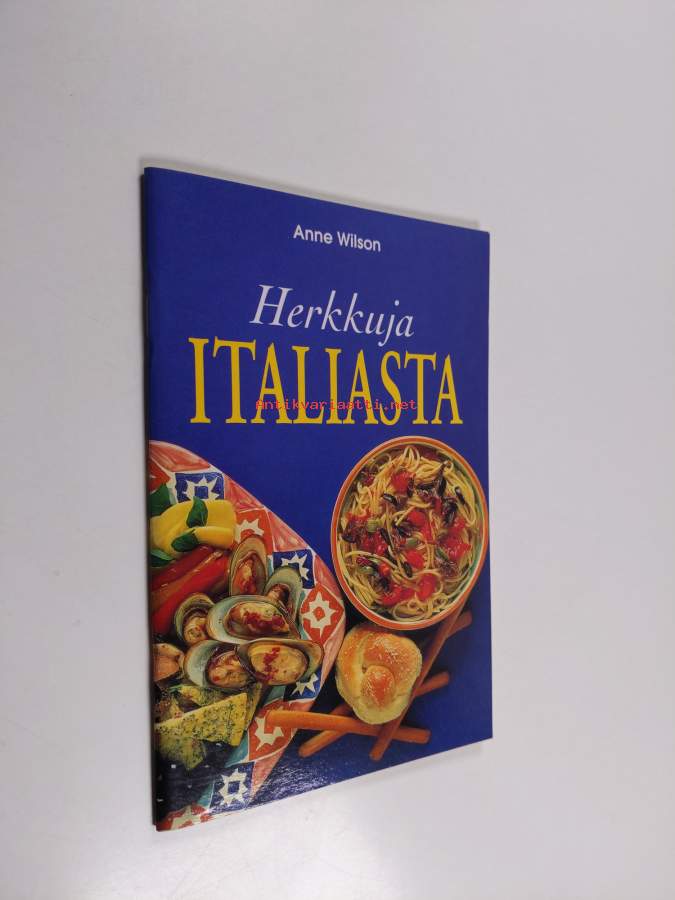 Anne Wilson
Herkkuja
ITALIASTA
antikvariaatti.net